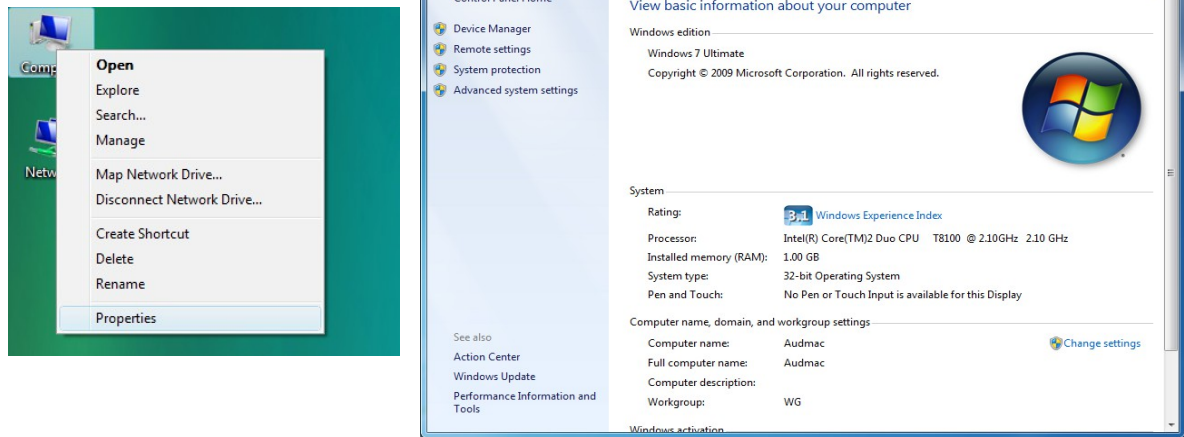 Open
Explore
Search...
Manage
Map Network Drive...
Disconnect Network Drive...
Create Shortcut
Delete
Rename
Properties
Control Panel Home
Device Manager
Remote settings
System protection
Advanced system settings
See also
Action Center
Windows Update
Performance Information and
Tools
View basic information about your computer
Windows edition
Windows 7 Ultimate
Copyright © 2009 Microsoft Corporation. All rights reserved.
System
Rating: 3.1 Windows Experience Index
Processor: Intel(R) Core(TM)2 Duo CPU T8100 @ 2.10GHz 2.10 GHz
Installed memory (RAM): 1.00 GB
System type: 32-bit Operating System
Pen and Touch: No Pen or Touch Input is available for this Display
Computer name, domain, and workgroup settings
Computer name: Audmac Change settings
Full computer name: Audmac
Computer description:
Workgroup: WG
Windows activation